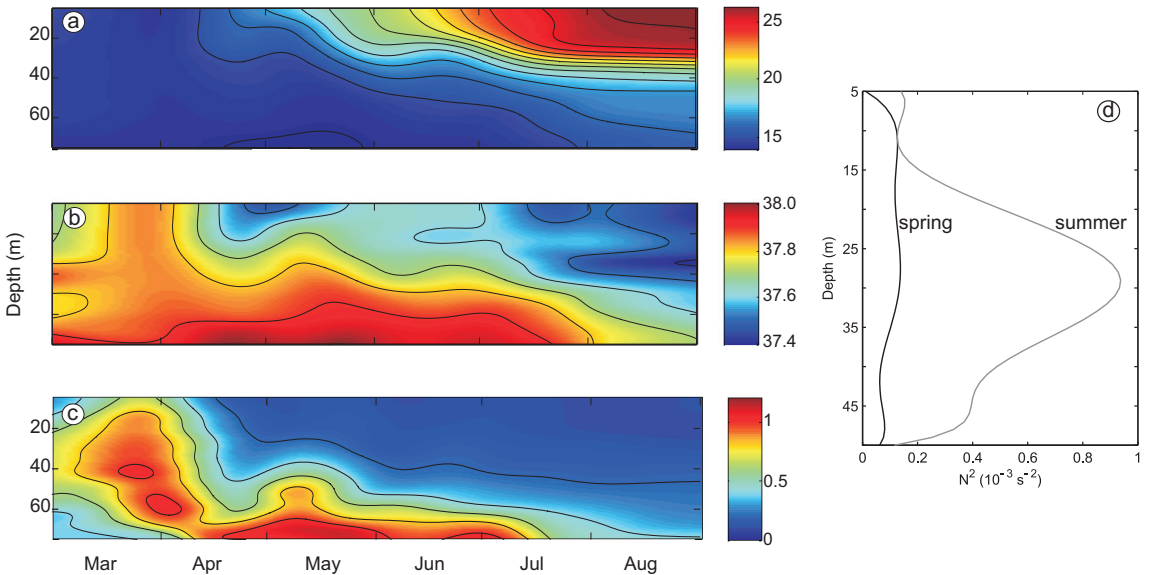 a
20
40
60
25
20
15
b
Depth (m)
38.0
37.8
37.6
37.4
c
20
40
60
1
0.5
0
Mar Apr May Jun Jul Aug
d
5
15
25
35
45
Depth (m)
spring summer
0 0.2 0.4 0.6 0.8 1
N² (10⁻³ s⁻²)